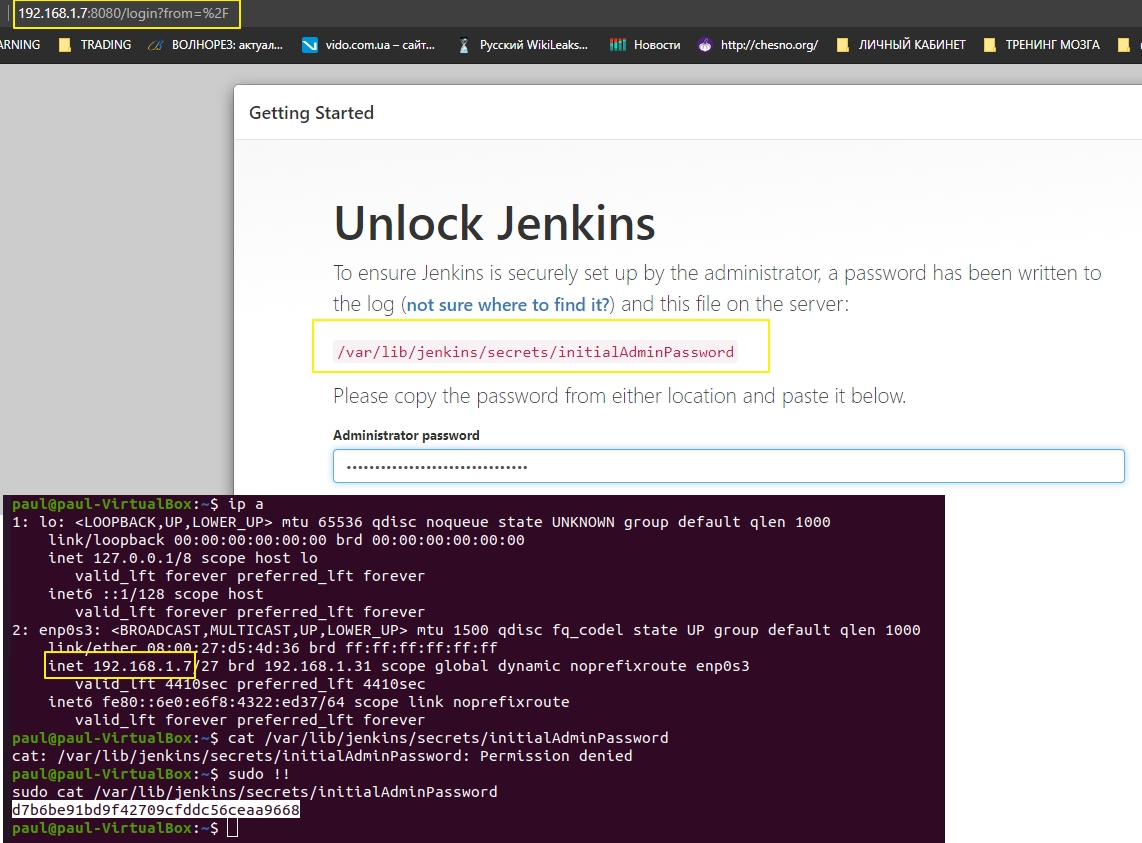 192.168.1.7:8080/login?from=%2F
ARNING TRADING ВОЛНОРЕЗ: актуал... vido.com.ua – сайт... Русский WikiLeaks... Новости http://chesno.org/ ЛИЧНЫЙ КАБИНЕТ ТРЕНИНГ МОЗГА
Getting Started
Unlock Jenkins
To ensure Jenkins is securely set up by the administrator, a password has been written to
the log (not sure where to find it?) and this file on the server:
/var/lib/jenkins/secrets/initialAdminPassword
Please copy the password from either location and paste it below.
Administrator password
paul@paul-VirtualBox:~$ ip a
1: lo: <LOOPBACK,UP,LOWER_UP> mtu 65536 qdisc noqueue state UNKNOWN group default qlen 1000
link/loopback 00:00:00:00:00:00 brd 00:00:00:00:00:00
inet 127.0.0.1/8 scope host lo
valid_lft forever preferred_lft forever
inet6 ::1/128 scope host
valid_lft forever preferred_lft forever
2: enp0s3: <BROADCAST,MULTICAST,UP,LOWER_UP> mtu 1500 qdisc fq_codel state UP group default qlen 1000
link/ether 08:00:27:d5:4d:36 brd ff:ff:ff:ff:ff:ff
inet 192.168.1.7/27 brd 192.168.1.31 scope global dynamic noprefixroute enp0s3
valid_lft 4410sec preferred_lft 4410sec
inet6 fe80::6e0:e6f8:4322:ed37/64 scope link noprefixroute
valid_lft forever preferred_lft forever
paul@paul-VirtualBox:~$ cat /var/lib/jenkins/secrets/initialAdminPassword
cat: /var/lib/jenkins/secrets/initialAdminPassword: Permission denied
paul@paul-VirtualBox:~$ sudo !!
sudo cat /var/lib/jenkins/secrets/initialAdminPassword
d7b6be91bd9f42709cfddc56ceaa9668
paul@paul-VirtualBox:~$